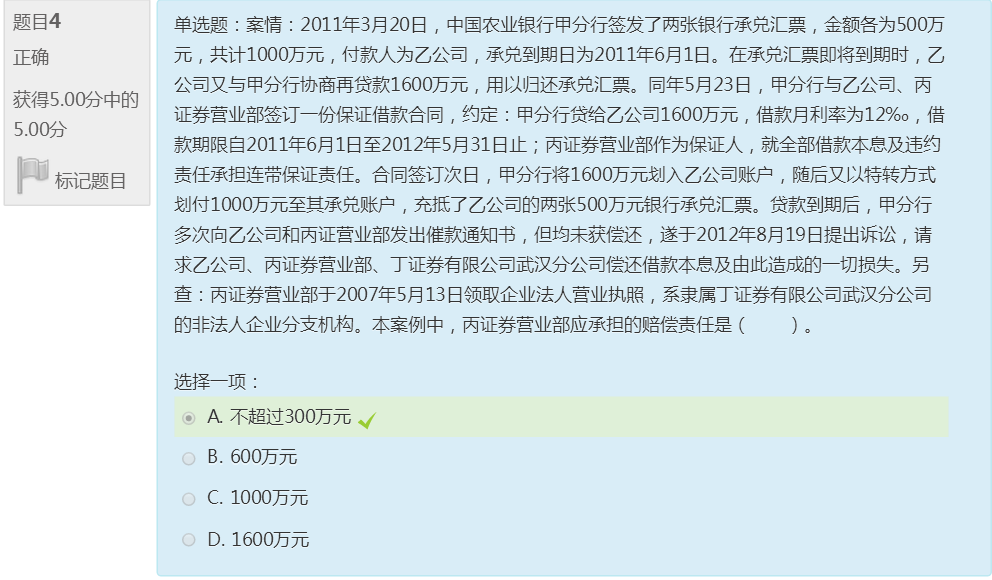 题目4
正确
获得5.00分中的
5.00分
标记题目
单选题：案情：2011年3月20日，中国农业银行甲分行签发了两张银行承兑汇票，金额各为500万
元，共计1000万元，付款人为乙公司，承兑到期日为2011年6月1日。在承兑汇票即将到期时，乙
公司又与甲分行协商再贷款1600万元，用以归还承兑汇票。同年5月23日，甲分行与乙公司、丙
证券营业部签订一份保证借款合同，约定：甲分行贷给乙公司1600万元，借款月利率为12‰，借
款期限自2011年6月1日至2012年5月31日止；丙证券营业部作为保证人，就全部借款本息及违约
责任承担连带保证责任。合同签订次日，甲分行将1600万元划入乙公司账户，随后又以特转方式
划付1000万元至其承兑账户，充抵了乙公司的两张500万元银行承兑汇票。贷款到期后，甲分行
多次向乙公司和丙证营业部发出催款通知书，但均未获偿还，遂于2012年8月19日提出诉讼，请
求乙公司、丙证券营业部、丁证券有限公司武汉分公司偿还借款本息及由此造成的一切损失。另
查：丙证券营业部于2007年5月13日领取企业法人营业执照，系隶属丁证券有限公司武汉分公司
的非法人企业分支机构。本案例中，丙证券营业部应承担的赔偿责任是（　　）。
选择一项：
A. 不超过300万元
B. 600万元
C. 1000万元
D. 1600万元